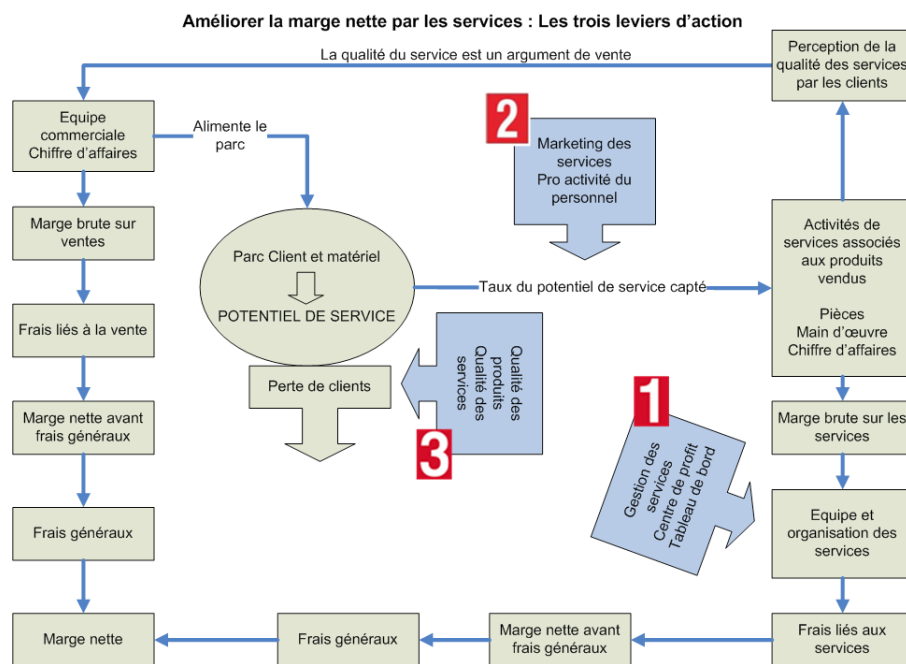 Améliorer la marge nette par les services : Les trois leviers d'action
La qualité du service est un argument de vente
Perception de la
qualité des services
par les clients
Equipe
commerciale
Chiffre d'affaires
Alimente le
parc
2
Marketing des
services
Pro activité du
personnel
Marge brute sur
ventes
Parc Client et matériel
POTENTIEL DE SERVICE
Taux du potentiel de service capté
Activités de
services associés
aux produits
vendus
Pièces
Main d'œuvre
Chiffre d'affaires
Frais liés à la vente
Perte de clients
Qualité des
produits
Qualité des
services
3
1
Gestion des
services
Centre de profit
Tableau de bord
Marge nette avant
frais généraux
Marge brute sur les
services
Frais généraux
Equipe et
organisation des
services
Marge nette
Frais généraux
Marge nette avant
frais généraux
Frais liés aux
services